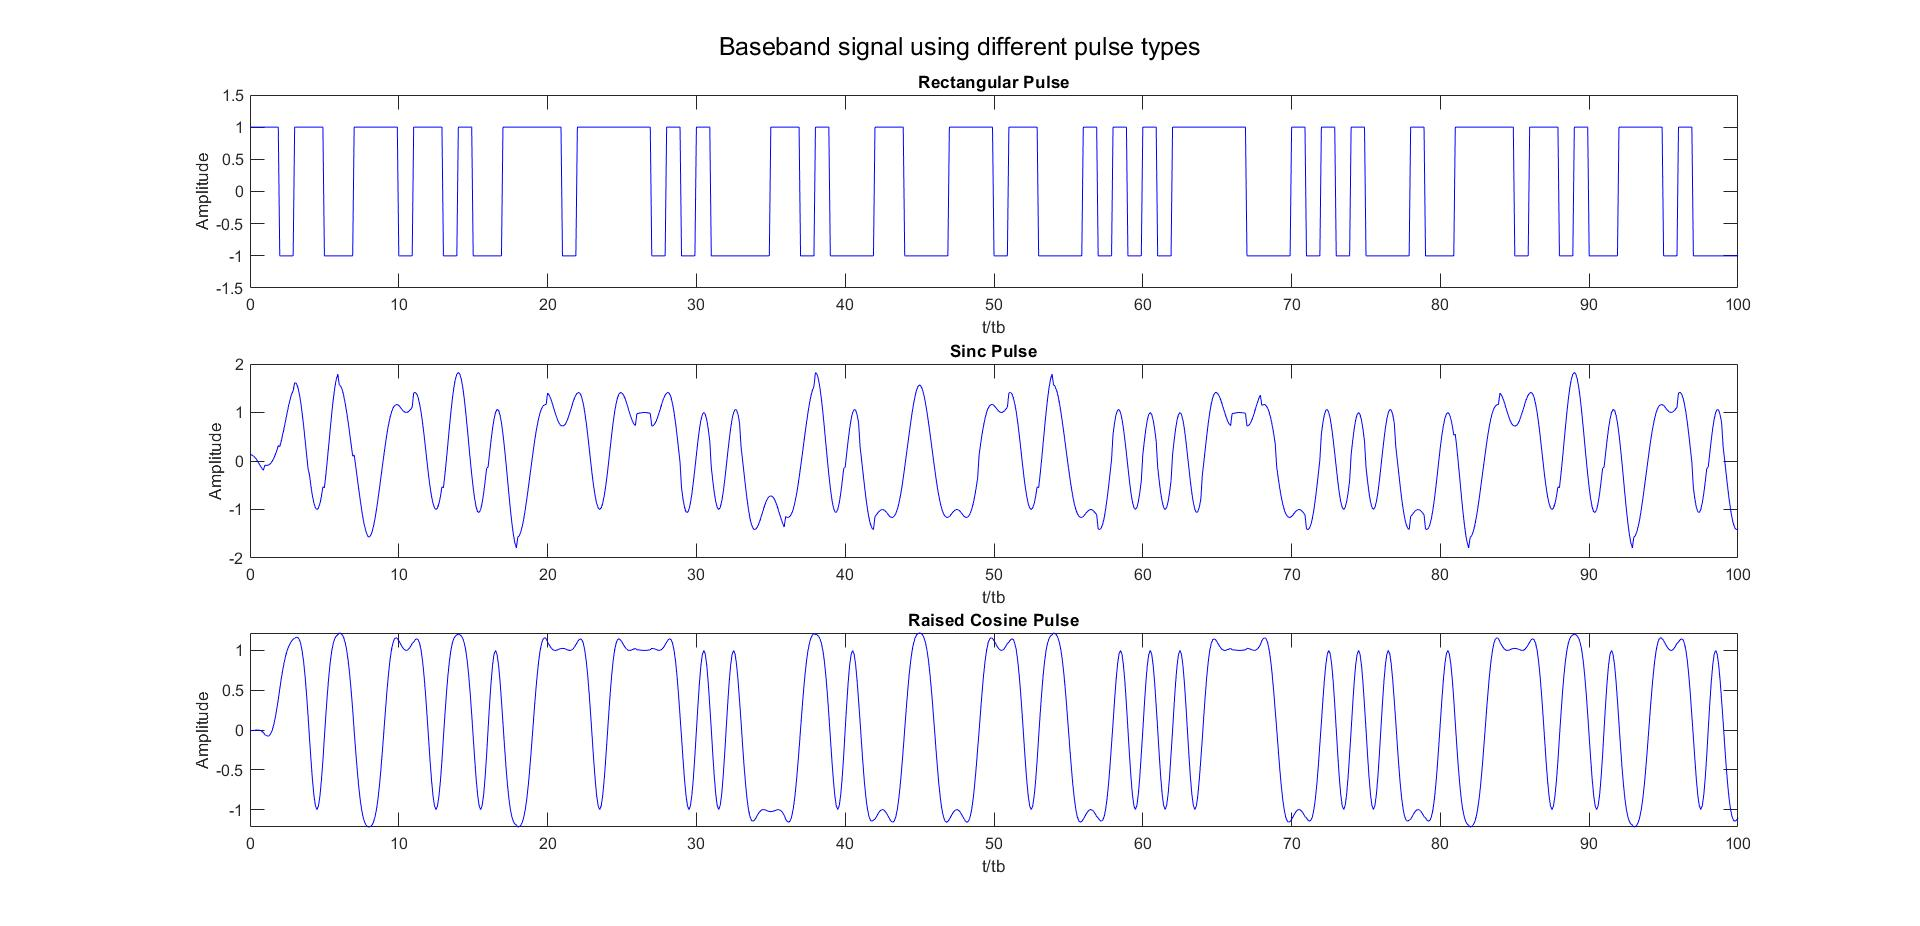 Baseband signal using different pulse types
Rectangular Pulse
1.5
1
0.5
0
-0.5
-1
-1.5
Amplitude
0 10 20 30 40 50 60 70 80 90 100
t/tb
Sinc Pulse
2
1
0
-1
-2
Amplitude
0 10 20 30 40 50 60 70 80 90 100
t/tb
Raised Cosine Pulse
1
0.5
0
-0.5
-1
Amplitude
0 10 20 30 40 50 60 70 80 90 100
t/tb